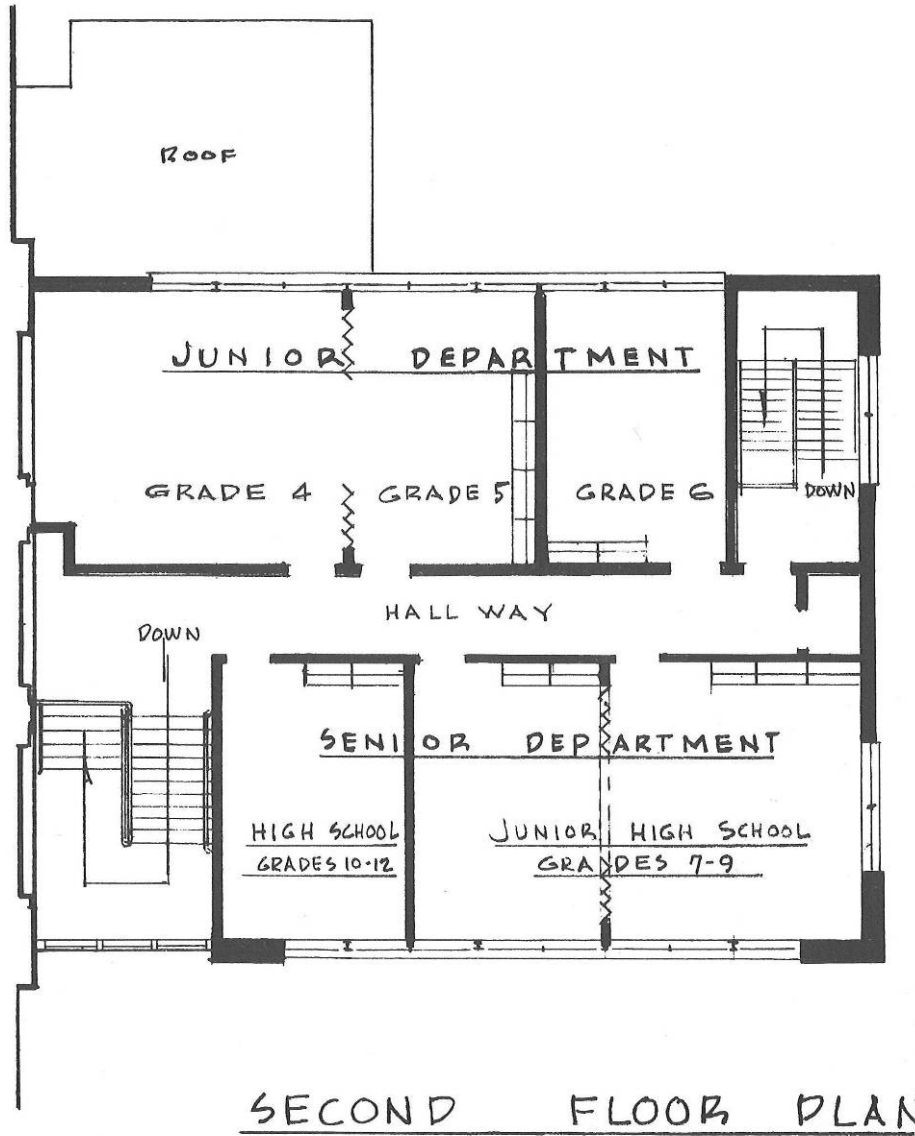 ROOF
JUNIOR DEPARTMENT
GRADE 4 GRADE 5 GRADE 6
DOWN
HALL WAY
DOWN
SENIOR DEPARTMENT
HIGH SCHOOL
GRADES 10-12
JUNIOR HIGH SCHOOL
GRADES 7-9
SECOND FLOOR PLAN